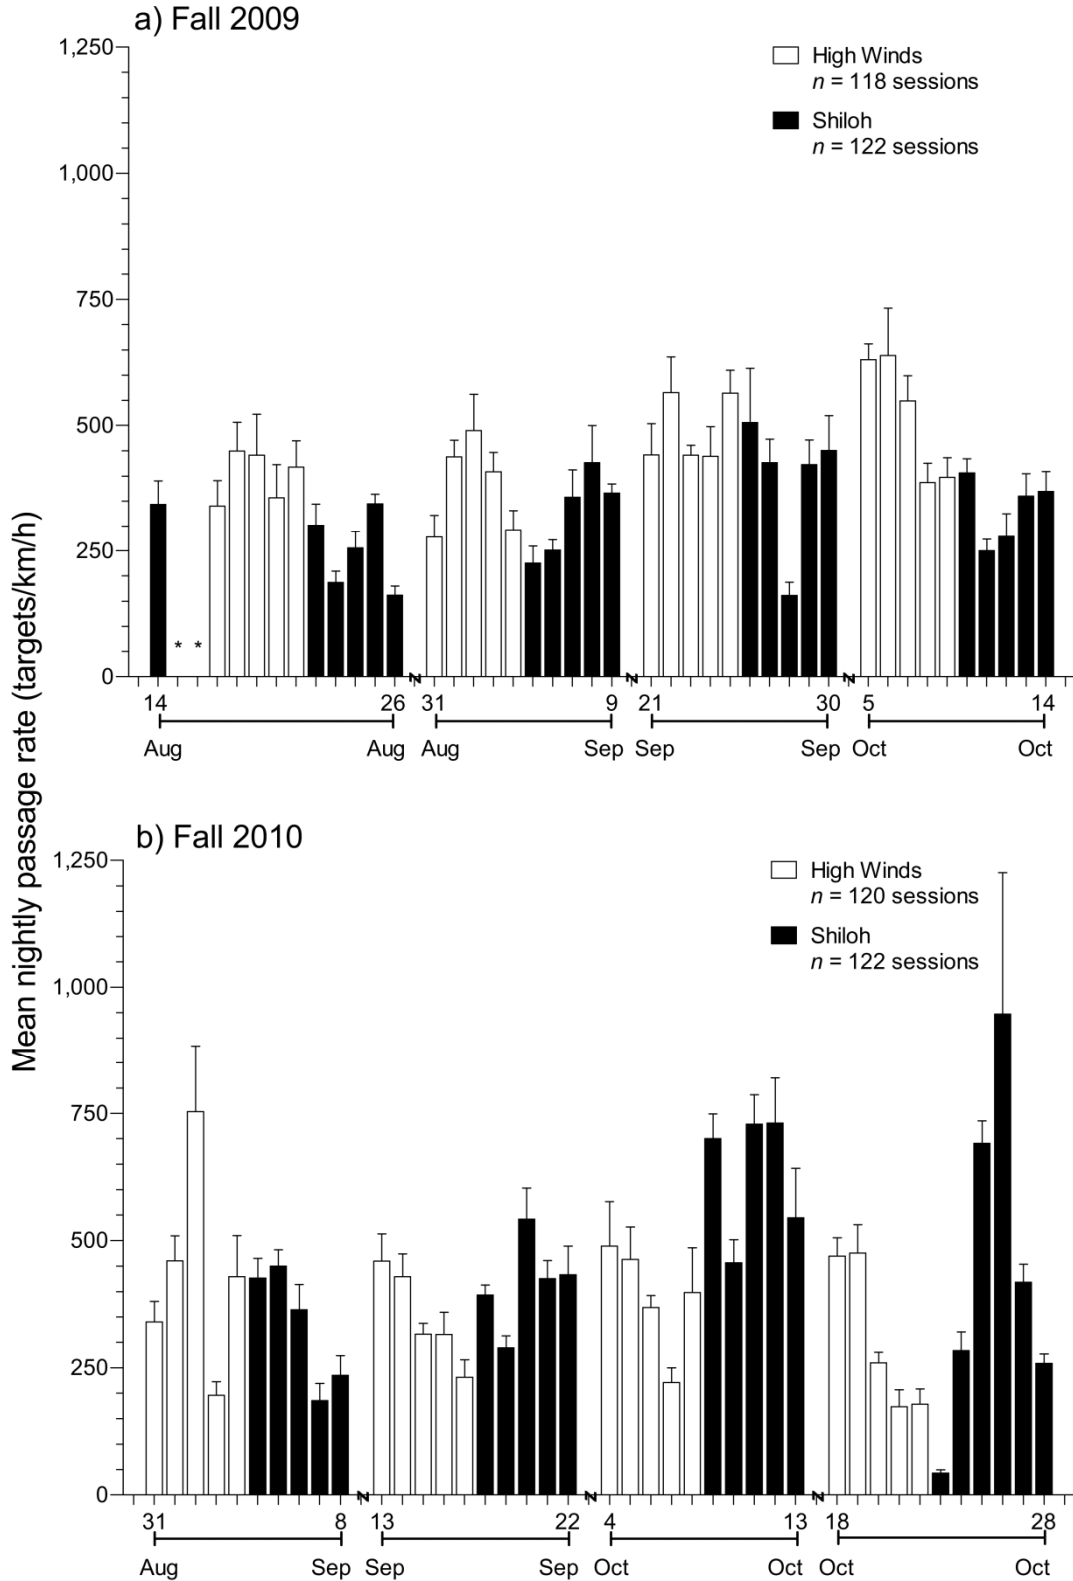 a) Fall 2009
1,250
High Winds
n = 118 sessions
Shiloh
n = 122 sessions
1,000
750
500
250
* *
0
14 26 31 9 21 30 5 14
Aug Aug Aug Sep Sep Sep Oct Oct
Mean nightly passage rate (targets/km/h)
b) Fall 2010
1,250
High Winds
n = 120 sessions
Shiloh
n = 122 sessions
1,000
750
500
250
0
31 8 13 22 4 13 18 28
Aug Sep Sep Sep Oct Oct Oct Oct